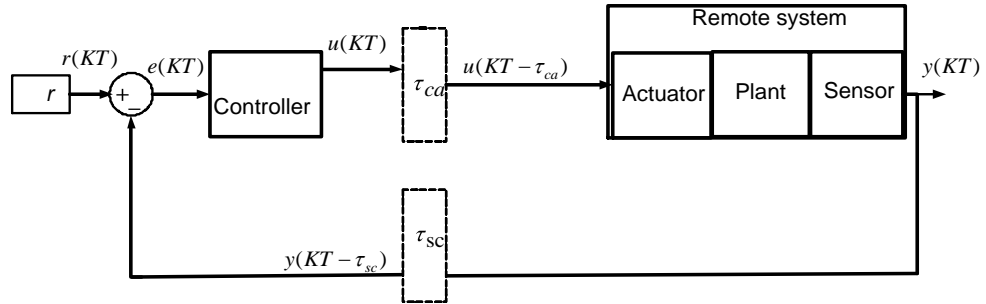 Remote system
r(KT)
e(KT)
u(KT)
u(KT − τca)
y(KT)
r
+
−
Controller
τca
Actuator
Plant
Sensor
τsc
y(KT − τsc)